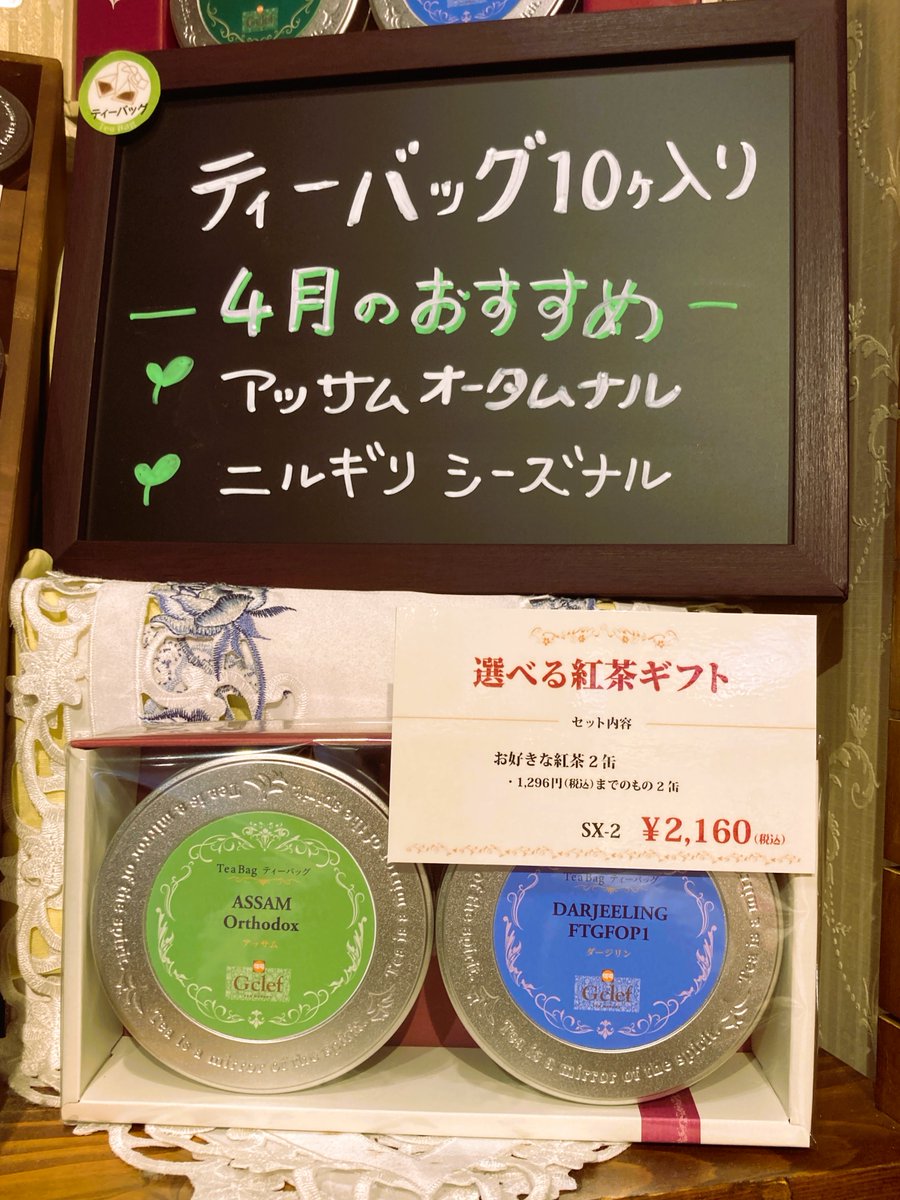 ティーバッグ
Tea Bag
ティーバッグ10ヶ入り
4月のおすすめ
アッサム オータムナル
ニルギリ シーズナル
選べる紅茶ギフト
セット内容
お好きな紅茶2缶
・1,296円(税込)までのもの2缶
SX-2 ¥2,160(税込)
Tea Bag ティーバッグ
ASSAM
Orthodox
アッサム
Gclef
Tea is a mirror of the spirit
Tea Bag ティーバッグ
DARJEELING
FTGFOP1
ダージリン
Gclef
Tea is a mirror of the spirit